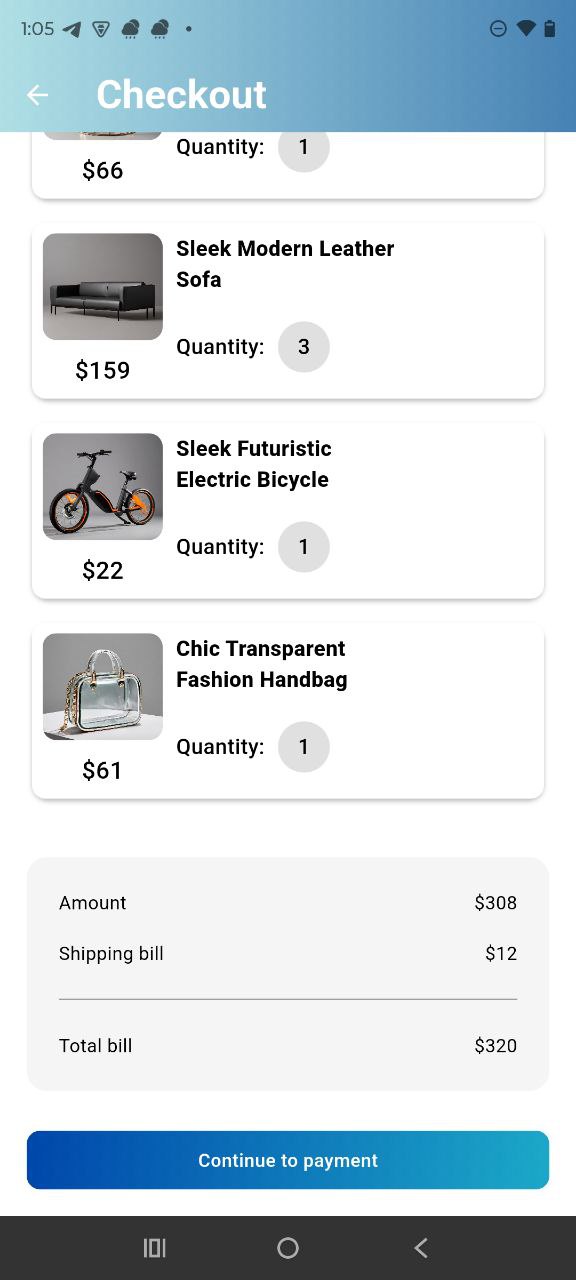 1:05
Checkout
Quantity: 1
$66
Sleek Modern Leather
Sofa
Quantity: 3
$159
Sleek Futuristic
Electric Bicycle
Quantity: 1
$22
Chic Transparent
Fashion Handbag
Quantity: 1
$61
Amount $308
Shipping bill $12
Total bill $320
Continue to payment